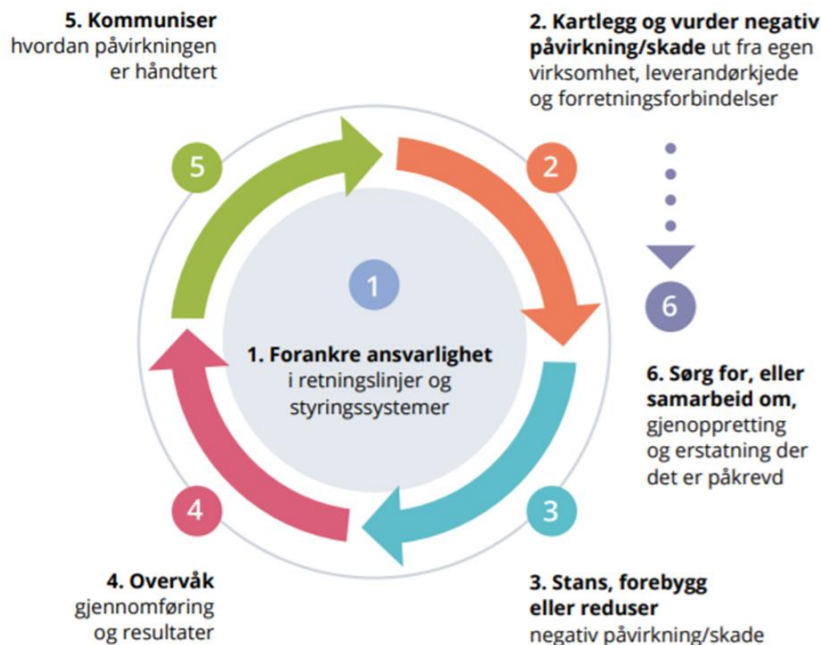 5. Kommuniser
hvordan påvirkningen
er håndtert
2. Kartlegg og vurder negativ
påvirkning/skade ut fra egen
virksomhet, leverandørkjede
og forretningsforbindelser
5
2
1
6
1. Forankre ansvarlighet
i retningslinjer og
styringssystemer
6. Sørg for, eller
samarbeid om,
gjenoppretting
og erstatning der
det er påkrevd
4
3
4. Overvåk
gjennomføring
og resultater
3. Stans, forebygg
eller reduser
negativ påvirkning/skade